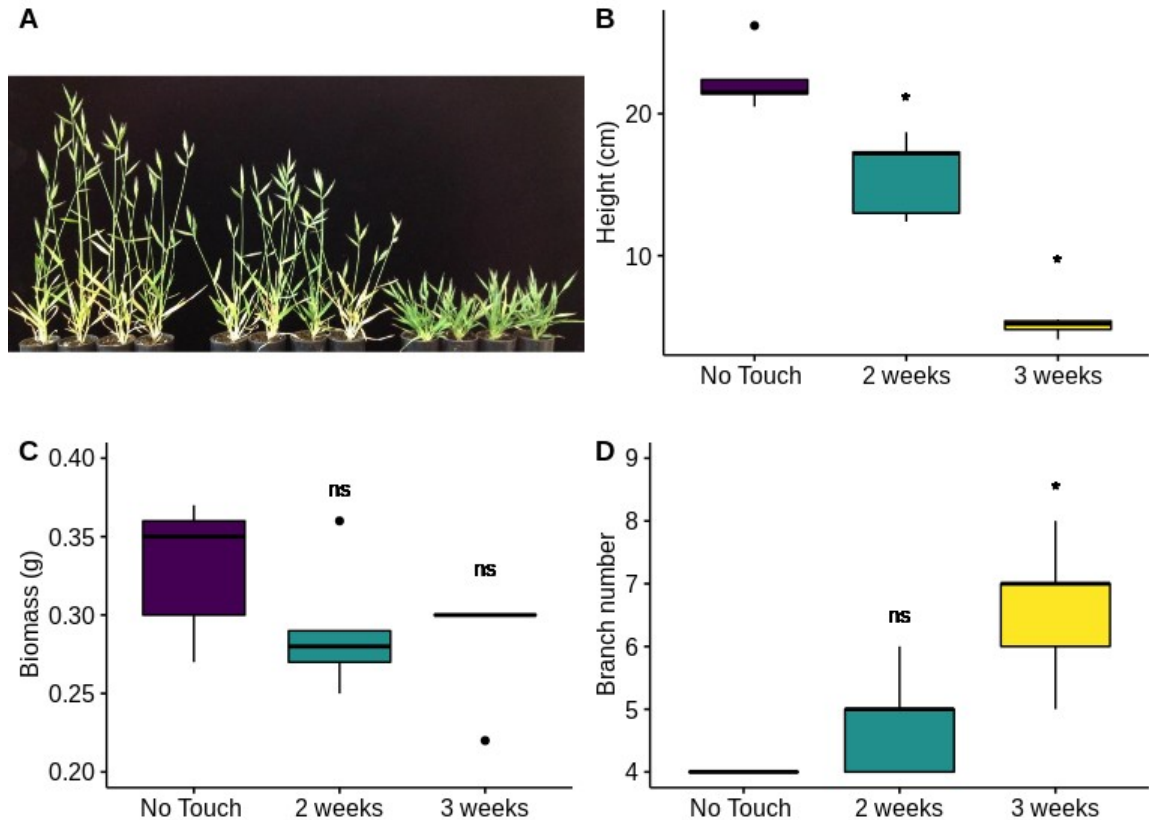 A
B
Height (cm)
20
10
*
*
No Touch 2 weeks 3 weeks
C
Biomass (g)
0.40
0.35
0.30
0.25
0.20
ns
ns
No Touch 2 weeks 3 weeks
D
Branch number
9
8
7
6
5
4
ns
*
No Touch 2 weeks 3 weeks